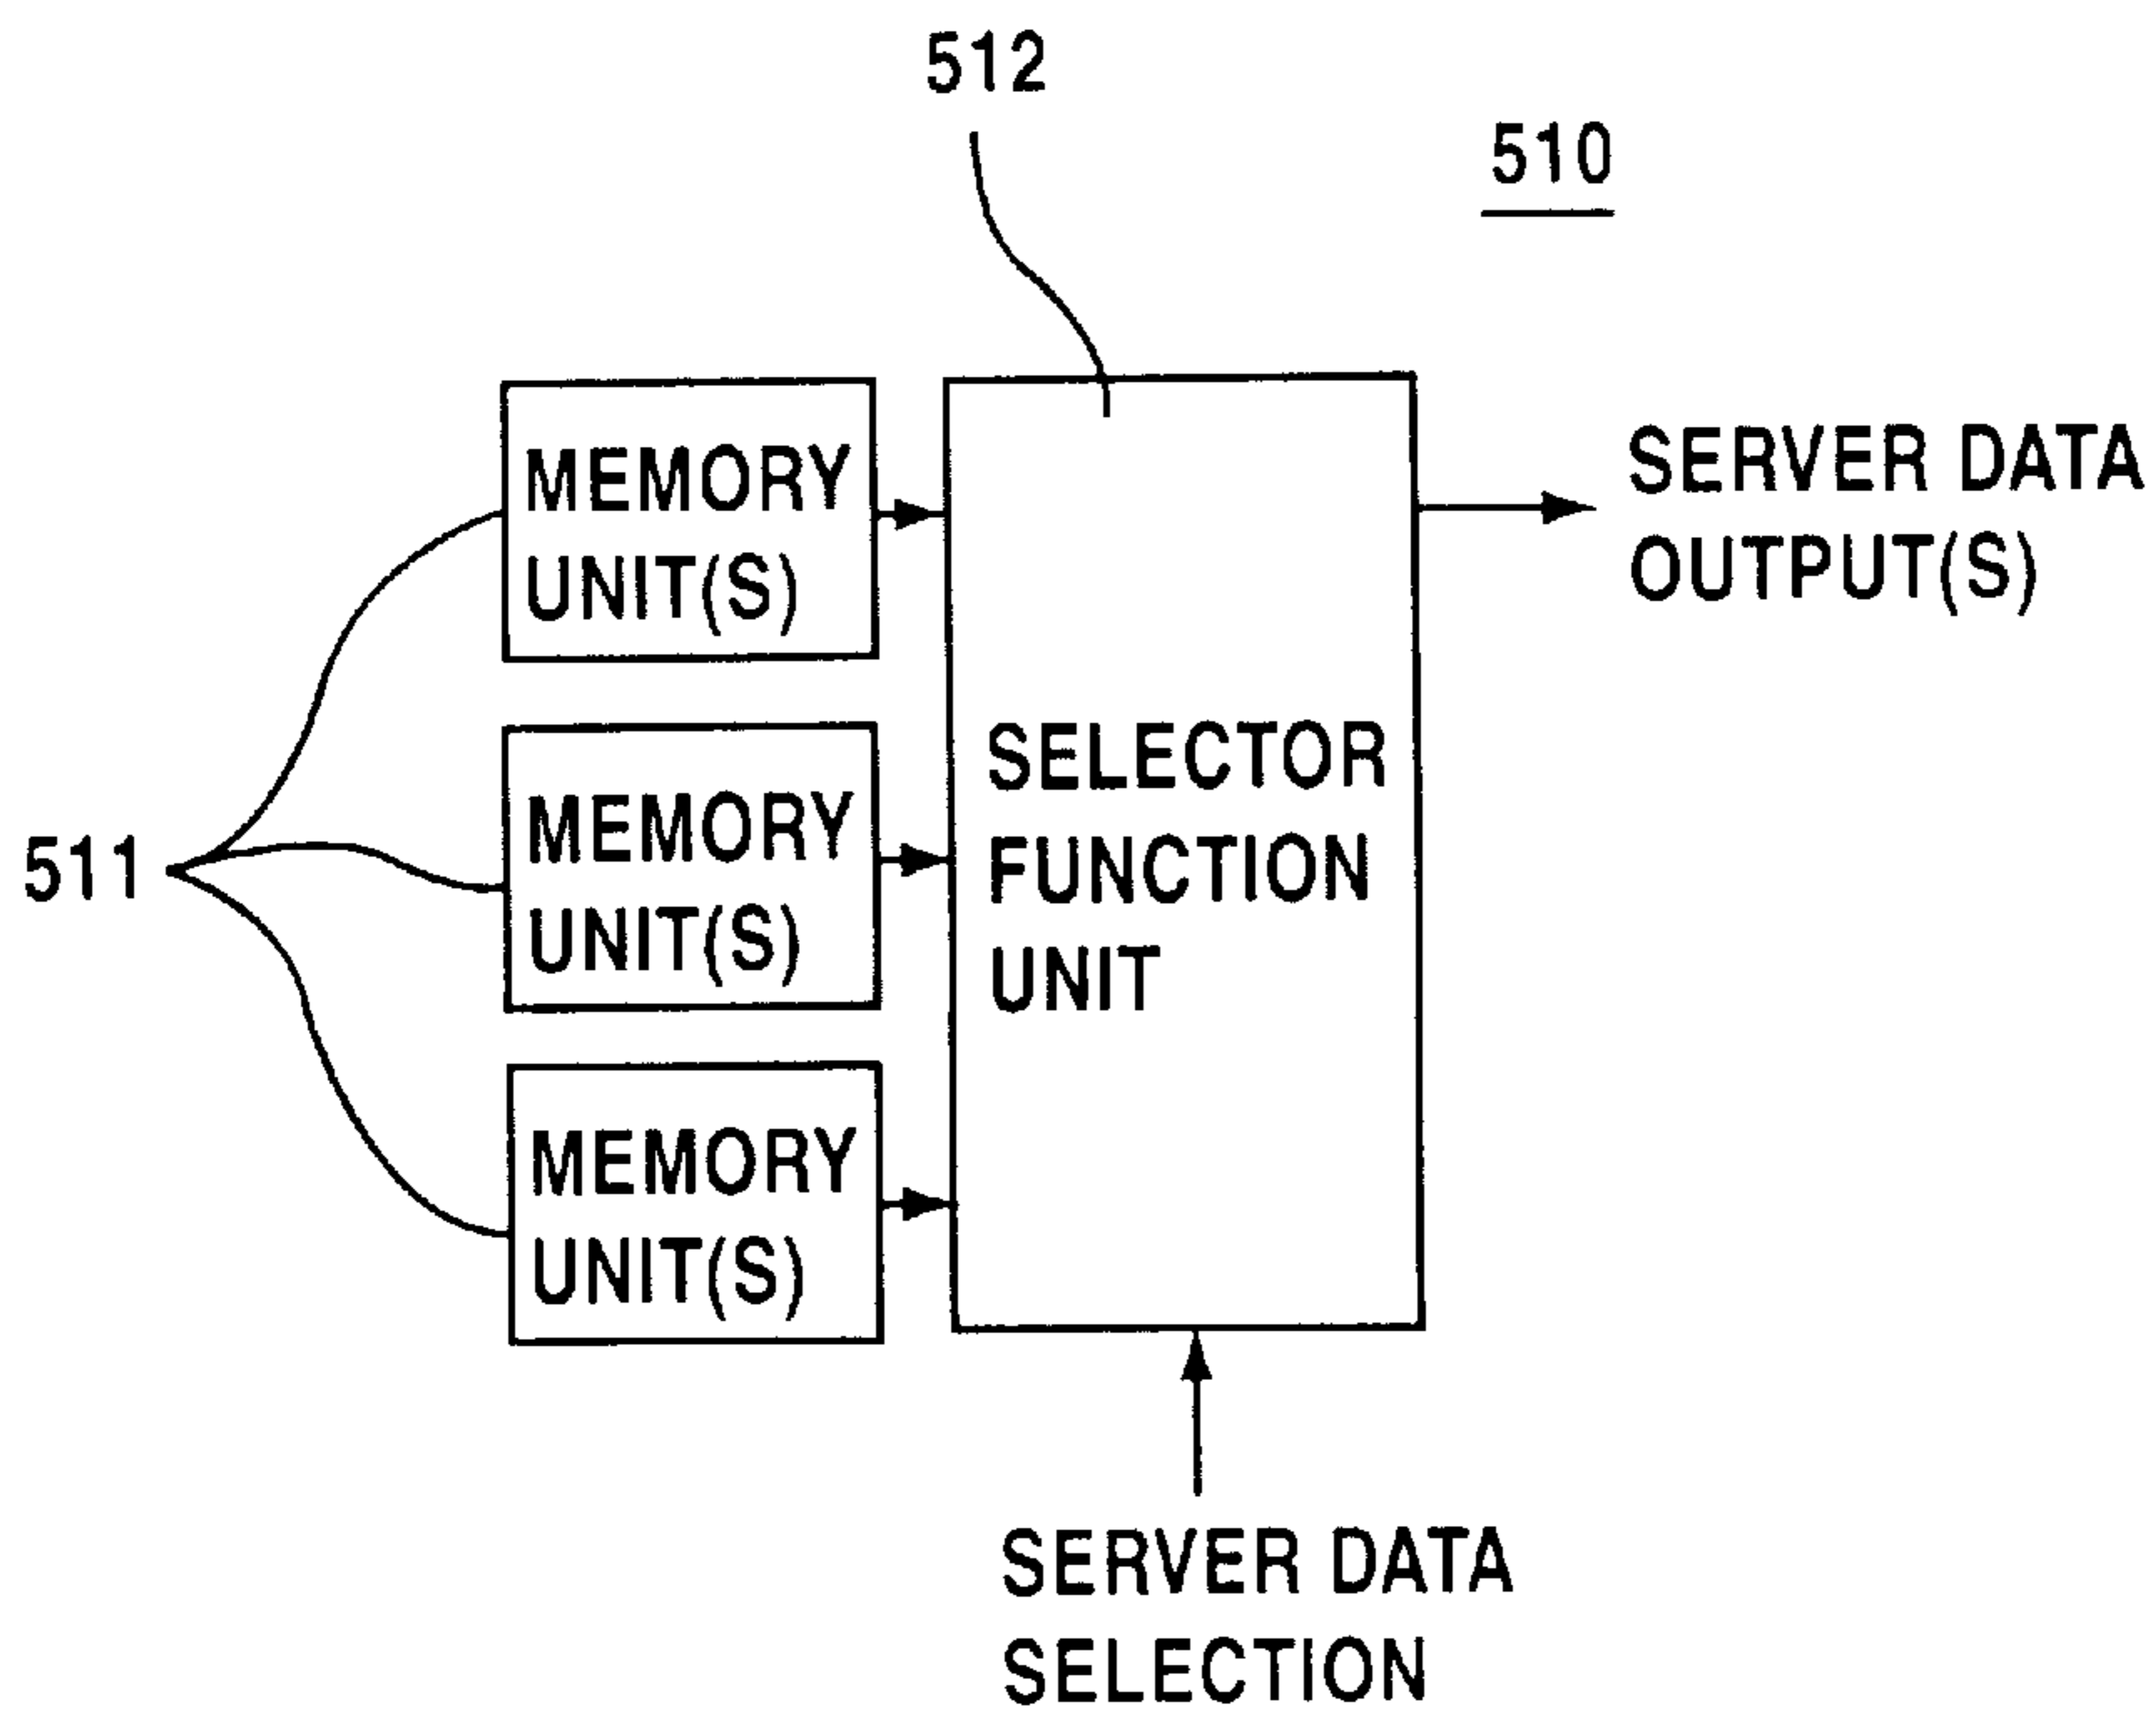 512
510
MEMORY
UNIT(S)
SERVER DATA
OUTPUT(S)
511
MEMORY
UNIT(S)
SELECTOR
FUNCTION
UNIT
MEMORY
UNIT(S)
SERVER DATA
SELECTION